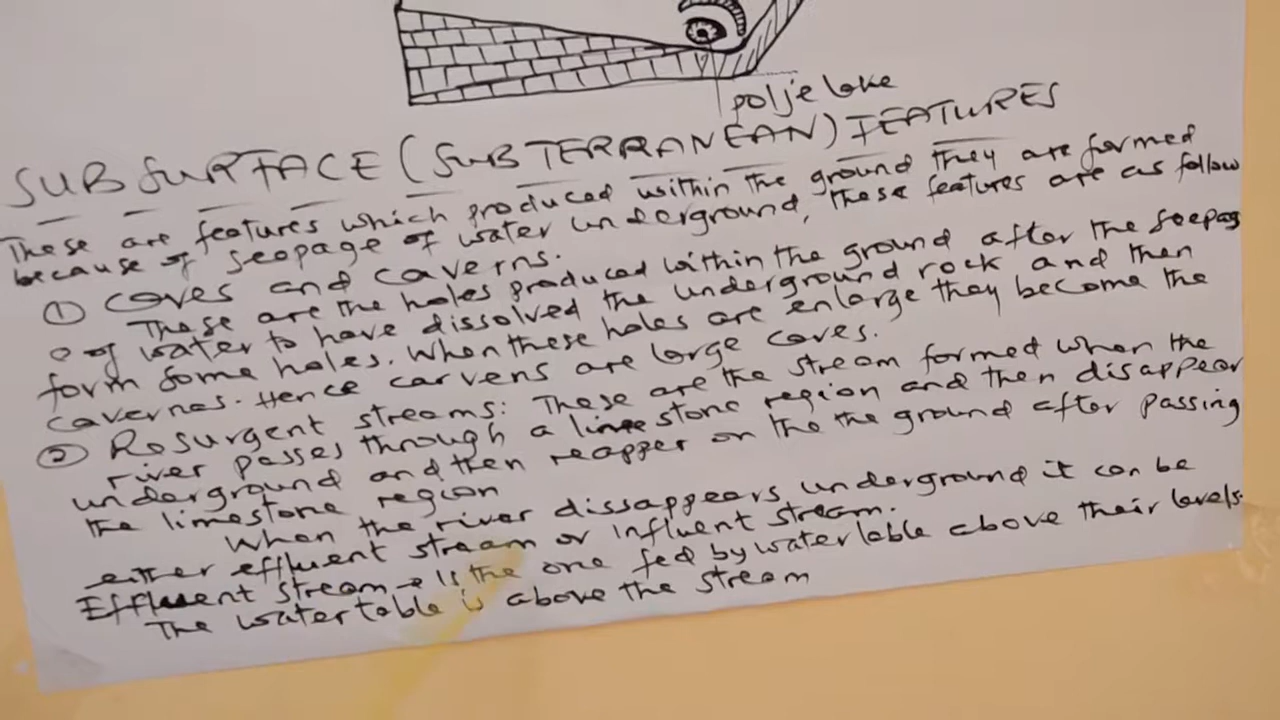 polje lake
SUBSURFACE (SUBTERRANEAN) FEATURES
These are features which produced within the ground they are formed
because of seopage of water underground, these features are as follow
① Caves and caverns.
These are the holes produced within the ground after the seepag
o of water to have dissolved the underground rock and then
form some holes. When these holes are enlarge they become the
cavernes. Hence carvens are large caves.
② Resurgent streams: These are the stream formed when the
river passes through a limestone region and then disappear
underground and then reapper on the the ground after passing
the limestone region
When the river dissappears underground it can be
either effluent stream or Influent stream.
Effluent stream → Is the one fed by water table above their levels.
The watertable is above the stream